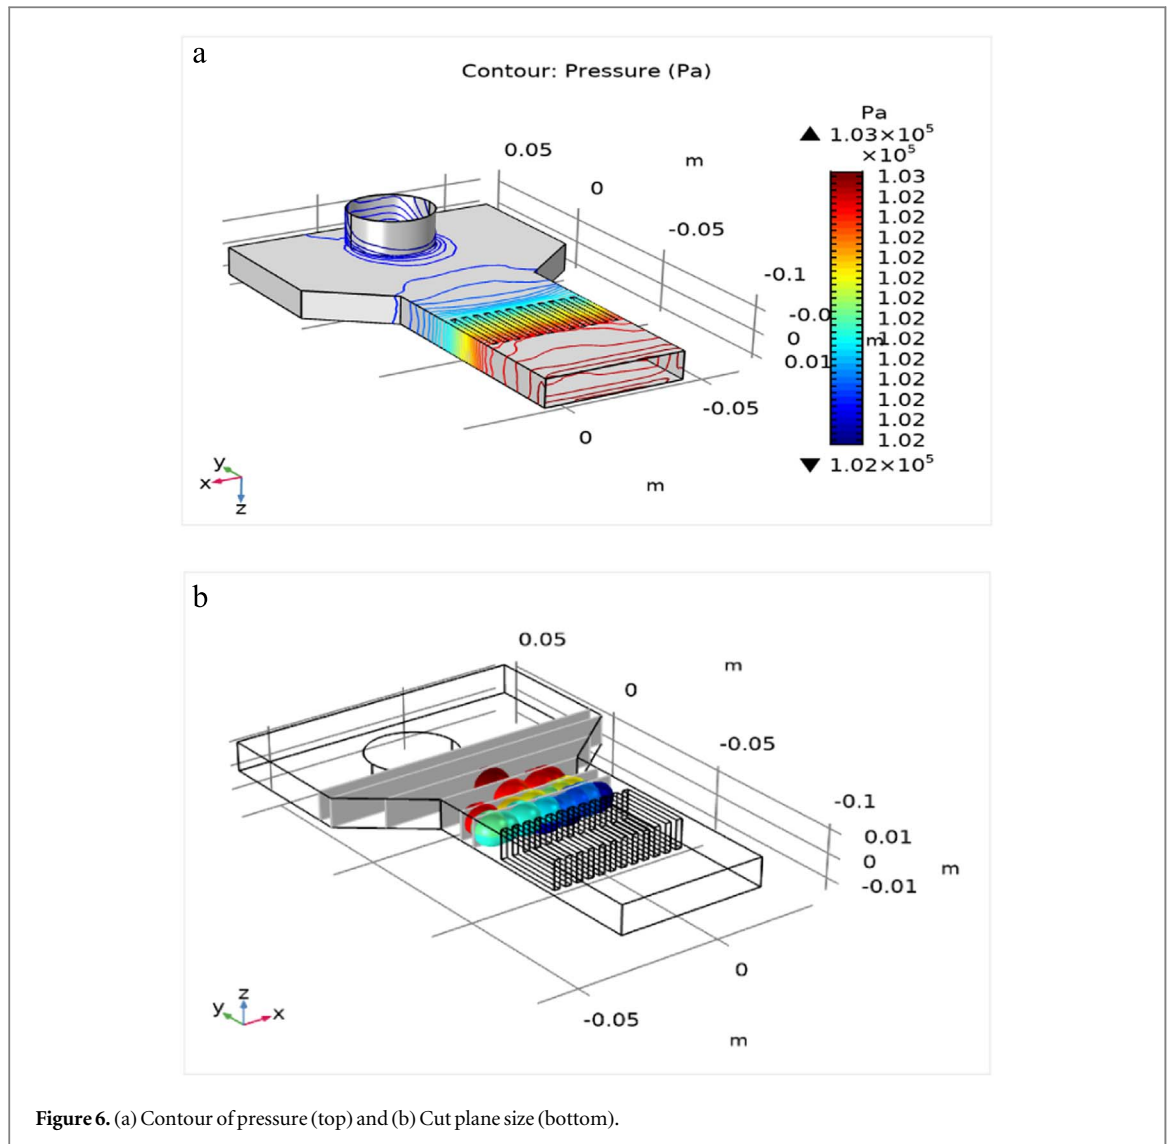 a
Contour: Pressure (Pa)
Pa
▲ 1.03×10⁵
×10⁵
0.05
m
1.03
0
1.02
1.02
-0.05
1.02
1.02
-0.1
1.02
1.02
-0.0
1.02
0
m
1.02
0.01
1.02
1.02
-0.05
1.02
1.02
0
1.02
▼ 1.02×10⁵
y
x
z
m
b
0.05
m
0
-0.05
-0.1
0.01
0
m
-0.01
0
z
y
x
-0.05
m
Figure 6. (a) Contour of pressure (top) and (b) Cut plane size (bottom).